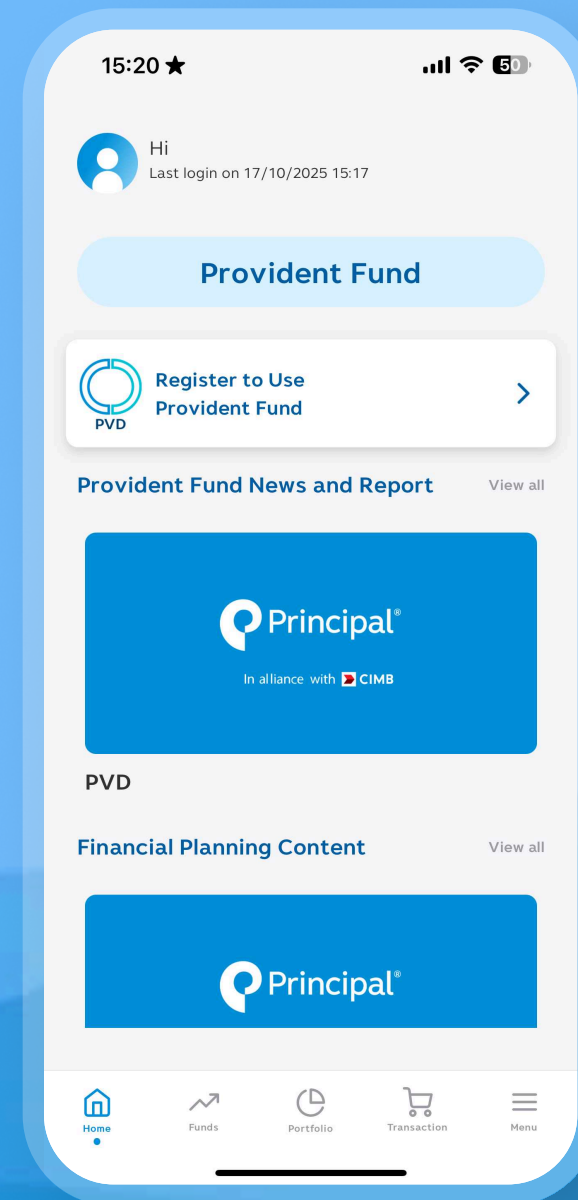 15:20 ★
50
Hi
Last login on 17/10/2025 15:17
Provident Fund
Register to Use
Provident Fund
PVD
Provident Fund News and Report
View all
Principal®
In alliance with CIMB
PVD
Financial Planning Content
View all
Principal®
Home
Funds
Portfolio
Transaction
Menu